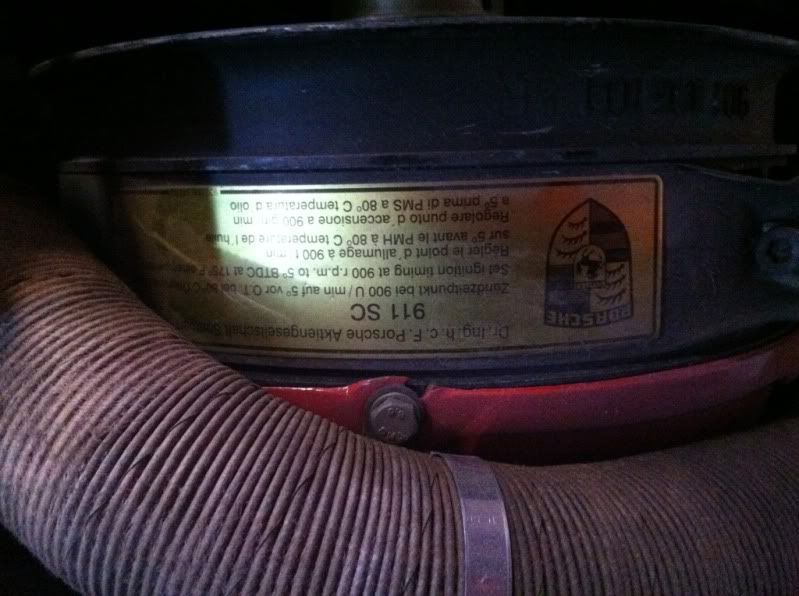 PORSCHE
Dr. Ing. h. c. F. Porsche Aktiengesellschaft
911 SC
Zündzeitpunkt bei 900 U / min auf 5° vor O.T. bei
Set ignition timing at 900 r.p.m. to 5° BTDC at 175° F
Régler le point d'allumage à 900 t min
sur 5° avant le PMH à 80° C temperature de l'huile
Regolare punto d'accensione a 900 min
a 5° prima di PMS a 80° C temperatura d'olio